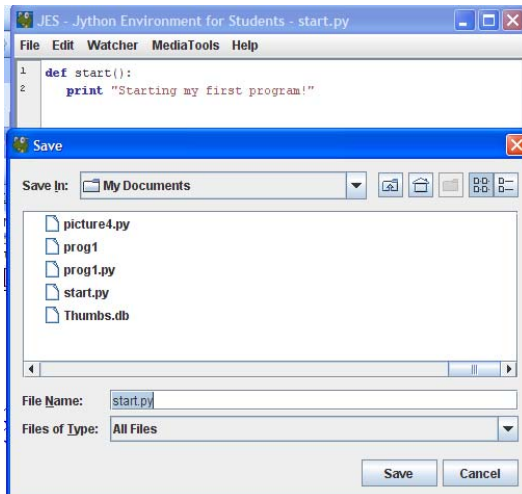 JES - Jython Environment for Students - start.py
File Edit Watcher MediaTools Help
1 def start():
2 print "Starting my first program!"
Save
Save In: My Documents
picture4.py
prog1
prog1.py
start.py
Thumbs.db
File Name: start.py
Files of Type: All Files
Save Cancel